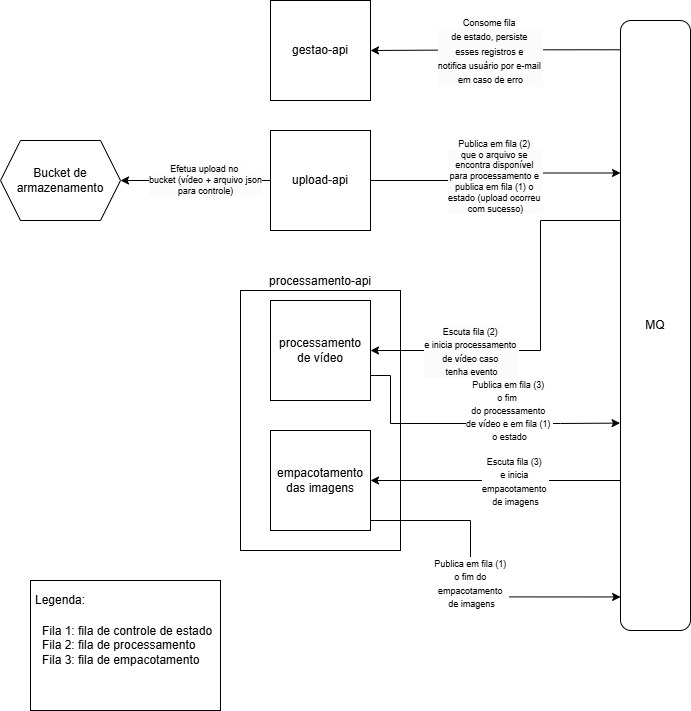 Consome fila
de estado, persiste
esses registros e
notifica usuário por e-mail
em caso de erro
gestao-api
Bucket de
armazenamento
Efetua upload no
bucket (vídeo + arquivo json
para controle)
upload-api
Publica em fila (2)
que o arquivo se
encontra disponível
para processamento e
publica em fila (1) o
estado (upload ocorreu
com sucesso)
MQ
processamento-api
processamento
de vídeo
Escuta fila (2)
e inicia processamento
de vídeo caso
tenha evento
Publica em fila (3)
o fim
do processamento
de vídeo e em fila (1)
o estado
empacotamento
das imagens
Escuta fila (3)
e inicia
empacotamento
de imagens
Publica em fila (1)
o fim do
empacotamento
de imagens
Legenda:
Fila 1: fila de controle de estado
Fila 2: fila de processamento
Fila 3: fila de empacotamento